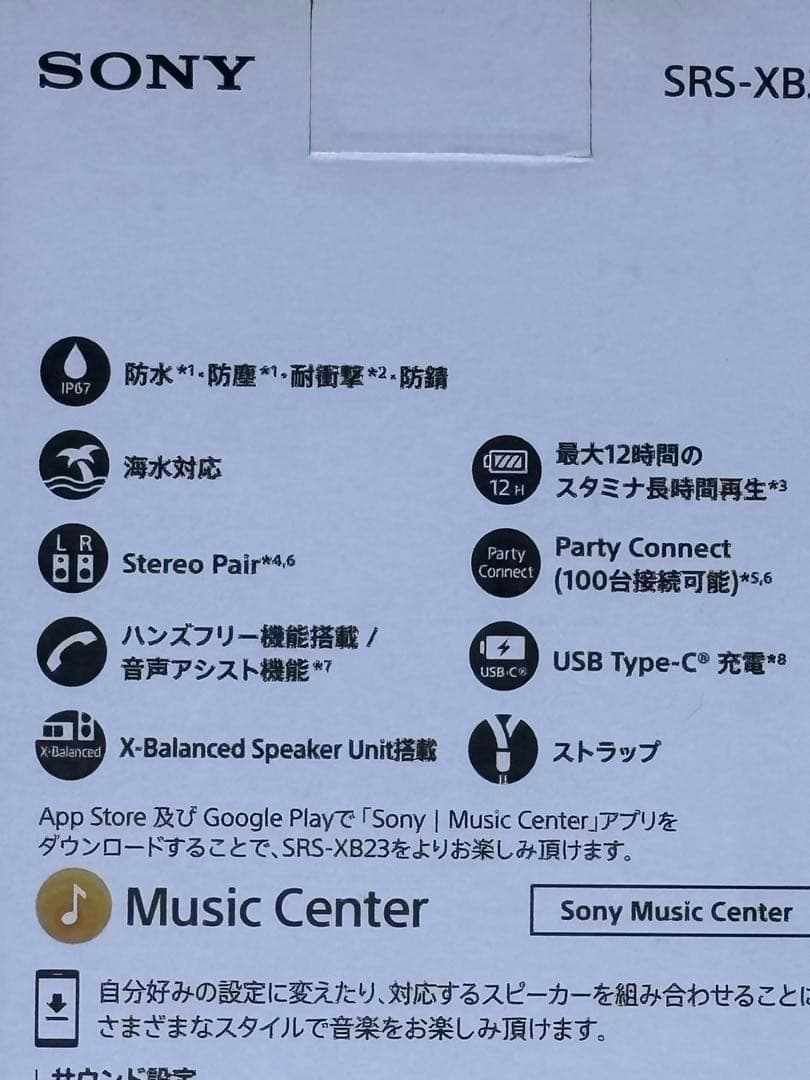 SONY
SRS-XB
IP67
防水*1・防塵*1・耐衝撃*2・防錆
海水対応
12 H
最大12時間の
スタミナ長時間再生*3
L R
Stereo Pair*4,6
Party
Connect
Party Connect
(100台接続可能)*5,6
ハンズフリー機能搭載 /
音声アシスト機能*7
USB-C®
USB Type-C® 充電*8
X-Balanced
X-Balanced Speaker Unit搭載
ストラップ
App Store 及び Google Playで「Sony | Music Center」アプリを
ダウンロードすることで、SRS-XB23をよりお楽しみ頂けます。
Music Center
Sony Music Center
自分好みの設定に変えたり、対応するスピーカーを組み合わせることに
さまざまなスタイルで音楽をお楽しみ頂けます。
サウンド設定